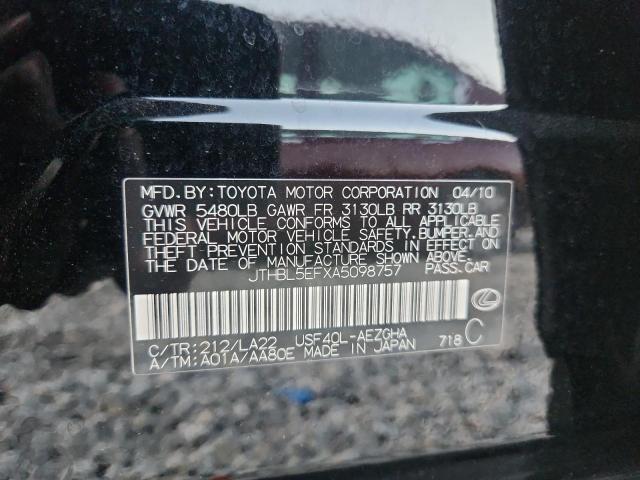 MFD.BY:TOYOTA MOTOR CORPORATION 04/10
GVWR 5480LB GAWR FR 3130LB RR 3130LB
THIS VEHICLE CONFORMS TO ALL APPLICABLE
FEDERAL MOTOR VEHICLE SAFETY,BUMPER,AND
THEFT PREVENTION STANDARDS IN EFFECT ON
THE DATE OF MANUFACTURE SHOWN ABOVE.
JTHBL5EFXA5098757 PASS.CAR
C/TR:212/LA22 USF40L-AEZGHA
A/TM:A01A/AA80E MADE IN JAPAN 718 C